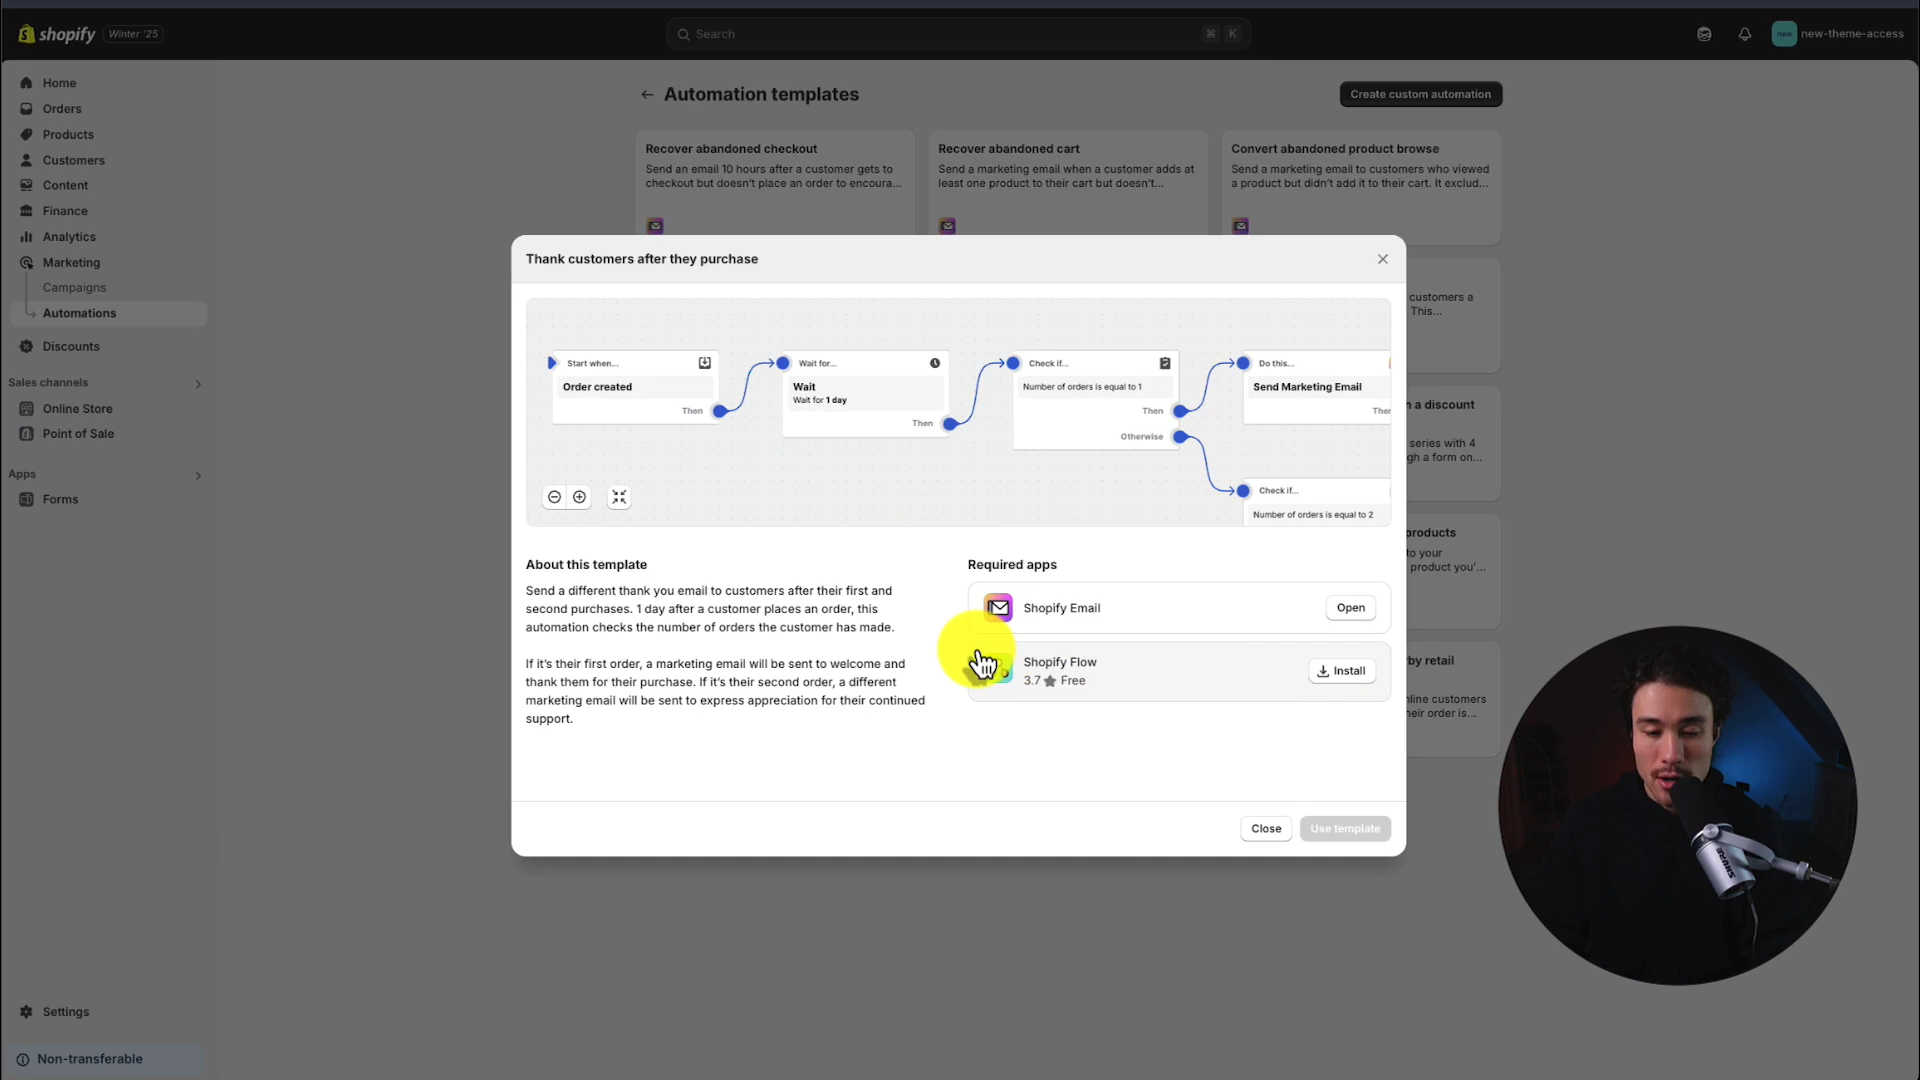 shopify
Winter '25
Search
⌘ K
new
new-theme-access
Home
Orders
Products
Customers
Content
Finance
Analytics
Marketing
Campaigns
Automations
Discounts
Sales channels
Online Store
Point of Sale
Apps
Forms
Settings
Non-transferable
Automation templates
Create custom automation
Recover abandoned checkout
Send an email 10 hours after a customer gets to
checkout but doesn't place an order to encoura...
Recover abandoned cart
Send a marketing email when a customer adds at
least one product to their cart but doesn't...
Convert abandoned product browse
Send a marketing email to customers who viewed
a product but didn't add it to their cart. It exclud...
customers a
This...
a discount
series with 4
gh a form on...
products
to your
product you'...
by retail
line customers
heir order is...
Thank customers after they purchase
Start when...
Order created
Then
Wait for...
Wait
Wait for 1 day
Then
Check if...
Number of orders is equal to 1
Then
Otherwise
Do this...
Send Marketing Email
Then
Check if...
Number of orders is equal to 2
About this template
Send a different thank you email to customers after their first and
second purchases. 1 day after a customer places an order, this
automation checks the number of orders the customer has made.
If it's their first order, a marketing email will be sent to welcome and
thank them for their purchase. If it's their second order, a different
marketing email will be sent to express appreciation for their continued
support.
Required apps
Shopify Email
Open
Shopify Flow
3.7 ★ Free
Install
Close
Use template
SHURE